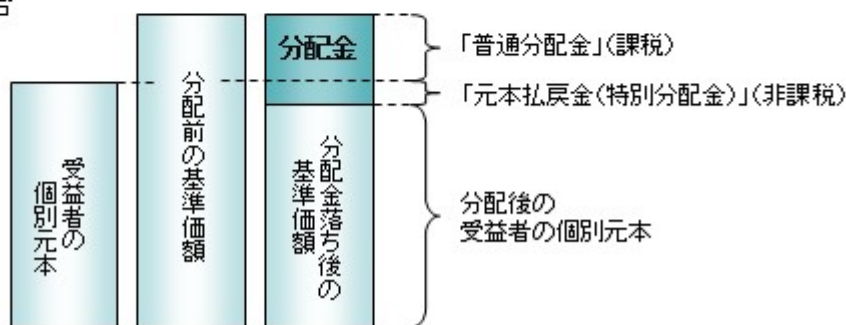 受益者の
個別元本
分配前の基準価額
分配金
分配金落ち後の
基準価額
「普通分配金」(課税)
「元本払戻金(特別分配金)」(非課税)
分配後の
受益者の個別元本